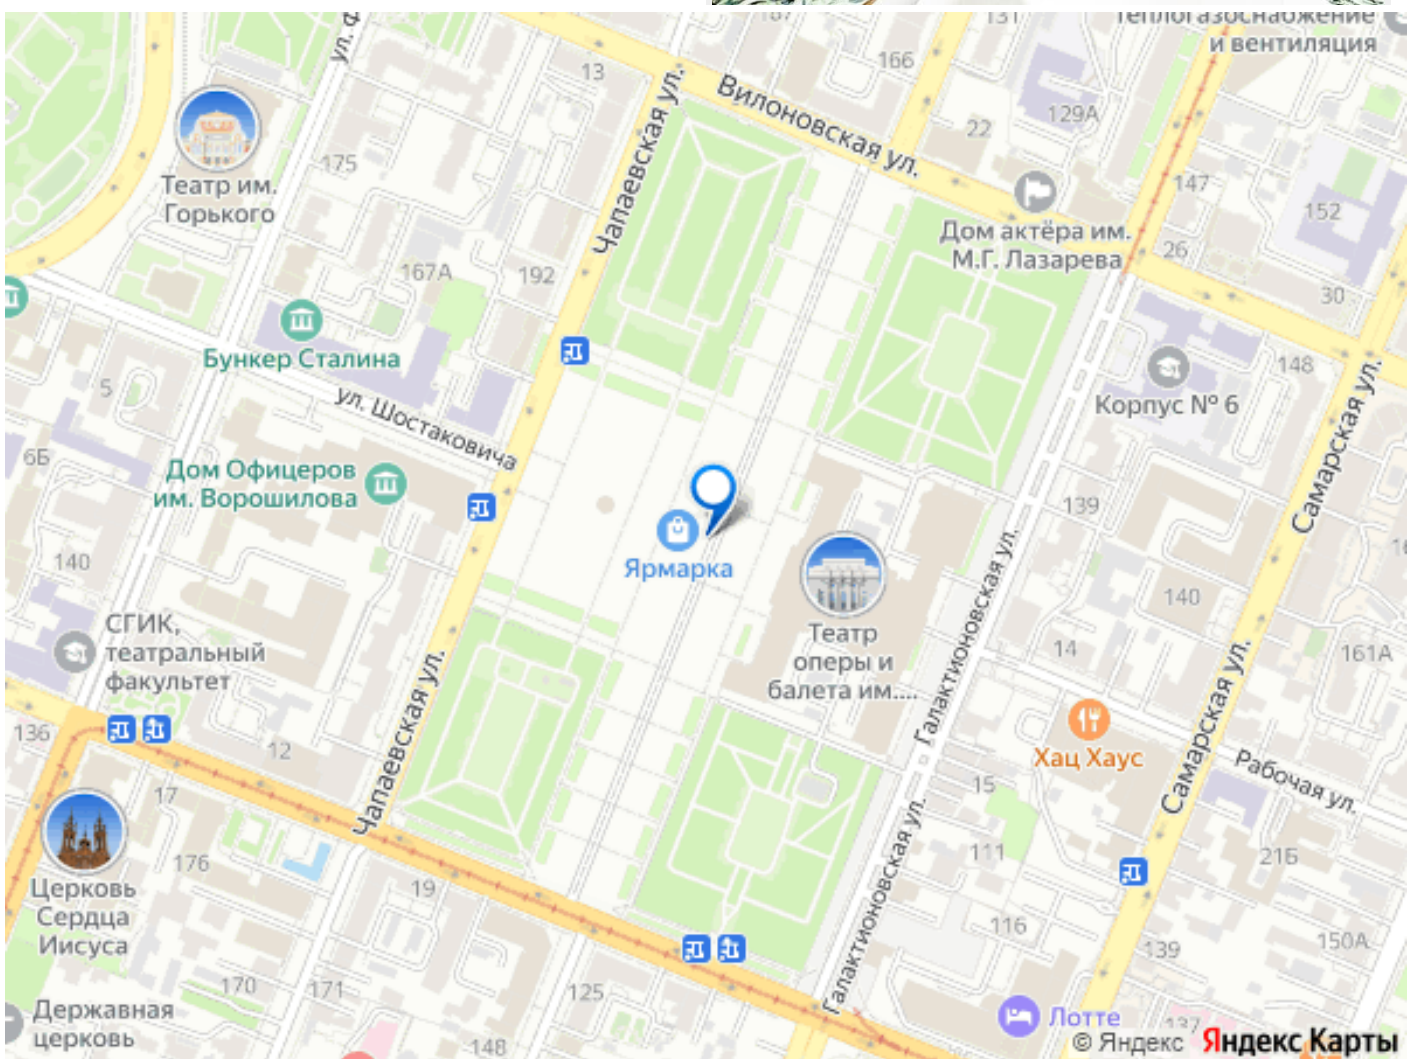 теплогазоснабжение
и вентиляция
131
166
13
ул. Ф
Чапаевская ул.
Вилоновская ул.
129А
22
175
Театр им.
Горького
147
152
Дом актёра им.
М.Г. Лазарева
26
167А
192
30
Бункер Сталина
148
5
ул. Шостаковича
Корпус № 6
Самарская ул.
6Б
Дом Офицеров
им. Ворошилова
139
Ярмарка
140
Галактионовская ул.
140
СГИК,
театральный
факультет
Театр
оперы и
балета им....
14
161А
Чапаевская ул.
Самарская ул.
136
12
Хац Хаус
Рабочая ул.
15
17
176
Галактионовская ул.
111
21Б
Церковь
Сердца
Иисуса
19
116
139
150А
170
171
125
Державная
церковь
Лотте
137
148
© Яндекс Яндекс Карты